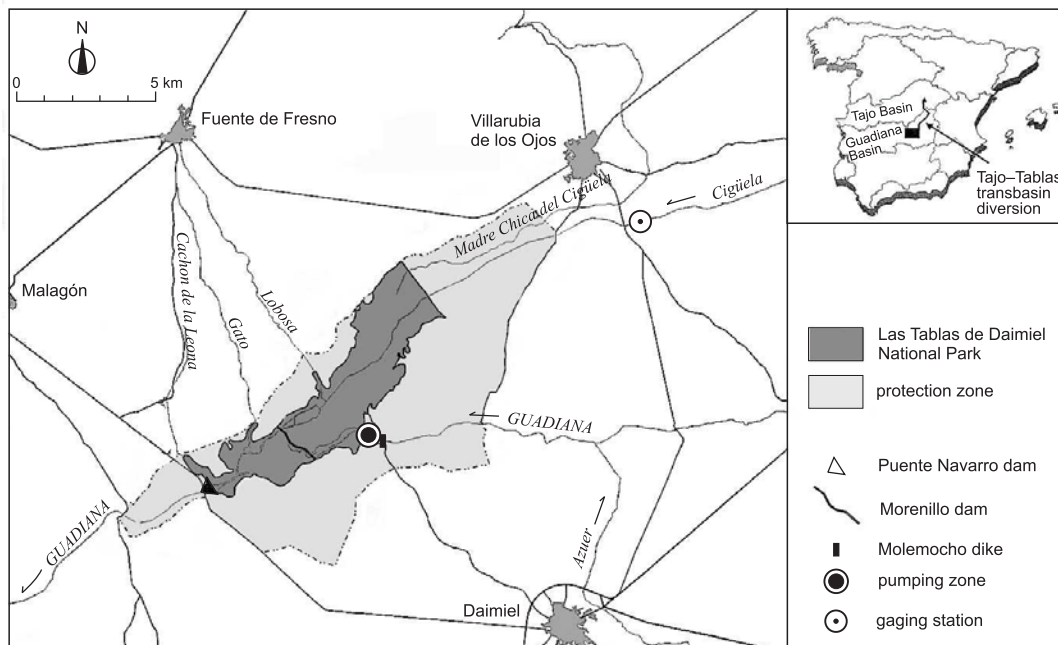 N
0 5 km
Fuente de Fresno
Villarubia
de los Ojos
Madre Chica del Cigüela
Cigüela
Malagón
Cachon de la Leona
Gato
Lobosa
GUADIANA
GUADIANA
Azuer
Daimiel
Tajo Basin
Guadiana
Basin
Tajo–Tablas
transbasin
diversion
Las Tablas de Daimiel
National Park
protection zone
Puente Navarro dam
Morenillo dam
Molemocho dike
pumping zone
gaging station